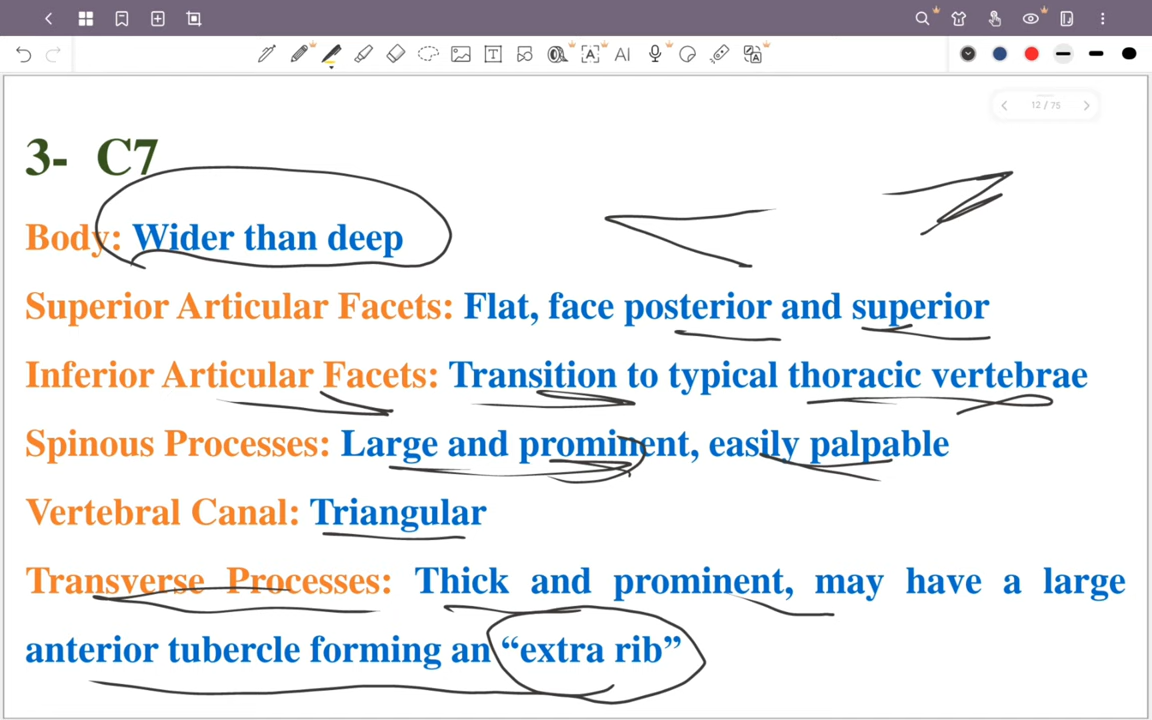 12 / 75
3- C7
Body: Wider than deep
Superior Articular Facets: Flat, face posterior and superior
Inferior Articular Facets: Transition to typical thoracic vertebrae
Spinous Processes: Large and prominent, easily palpable
Vertebral Canal: Triangular
Transverse Processes: Thick and prominent, may have a large
anterior tubercle forming an “extra rib”